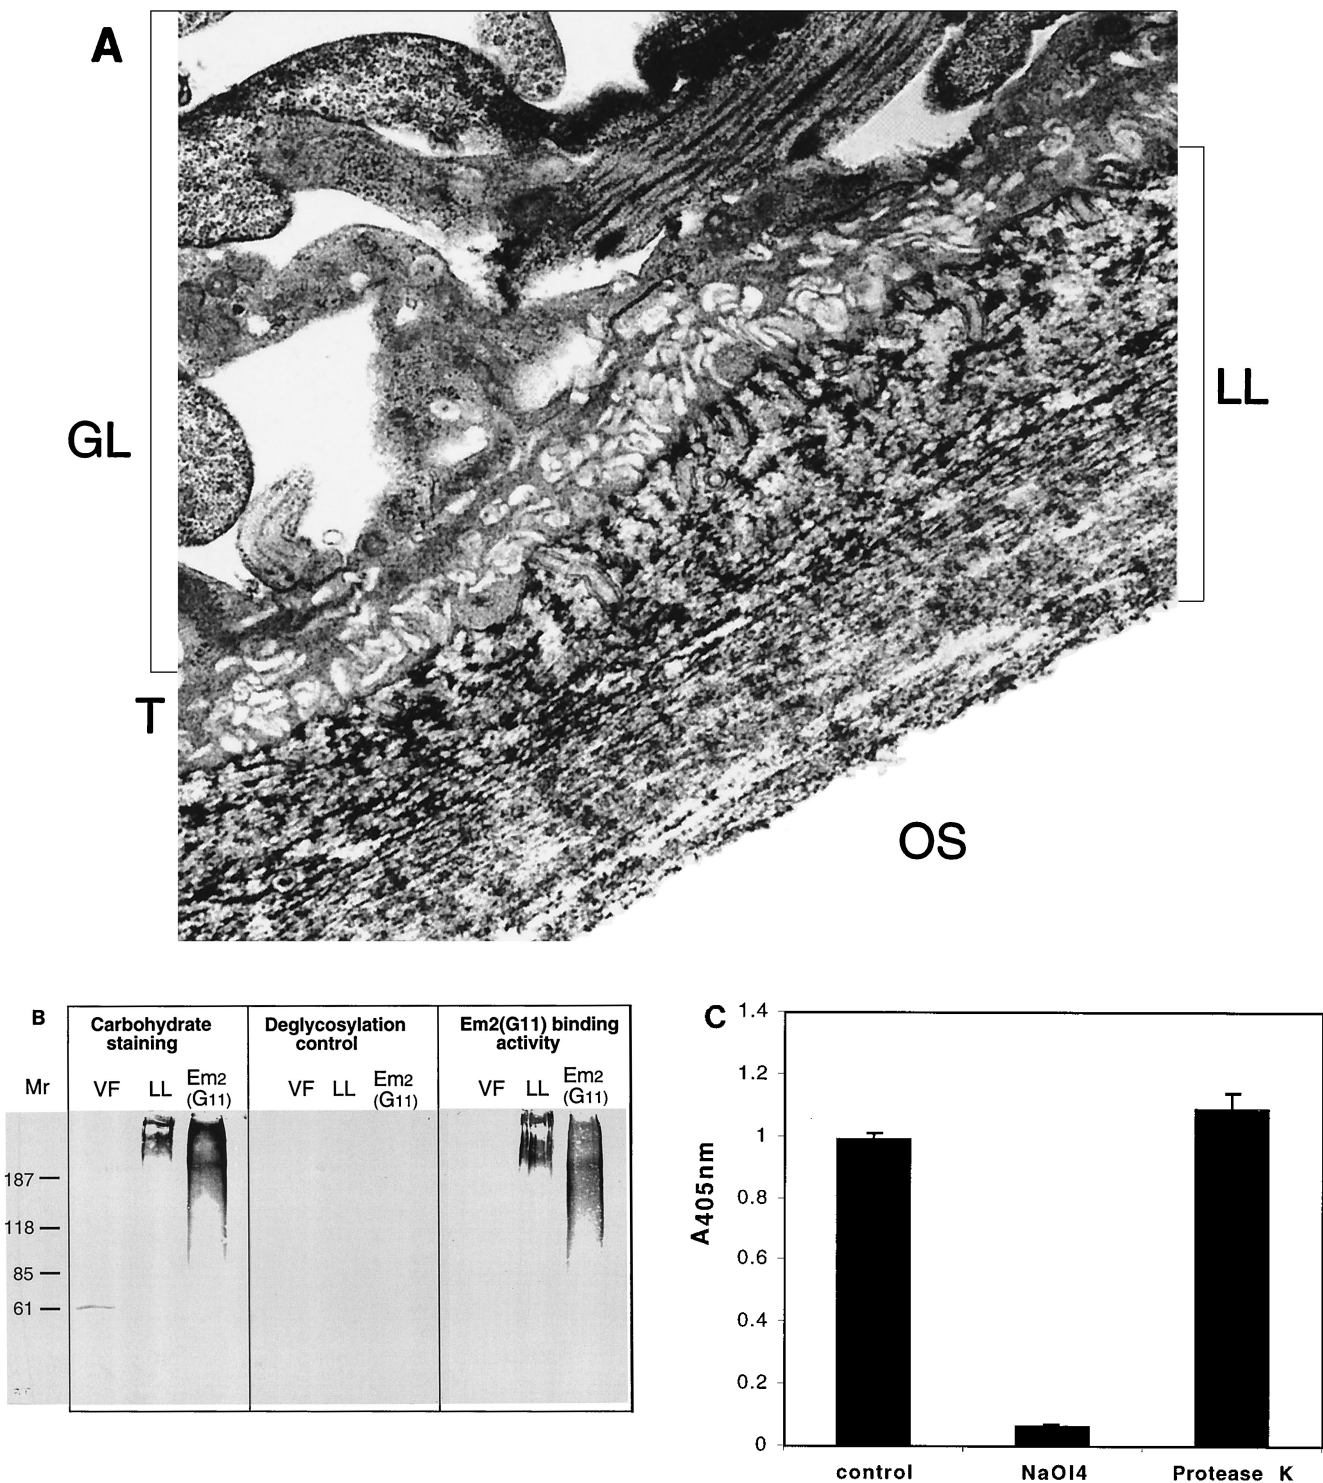 A
GL
LL
T
OS
B
Carbohydrate staining
Deglycosylation control
Em2(G11) binding activity
Mr
VF LL Em2 (G11)
VF LL Em2 (G11)
VF LL Em2 (G11)
187
118
85
61
C
A405nm
1.4
1.2
1
0.8
0.6
0.4
0.2
0
control NaOl4 Protease K